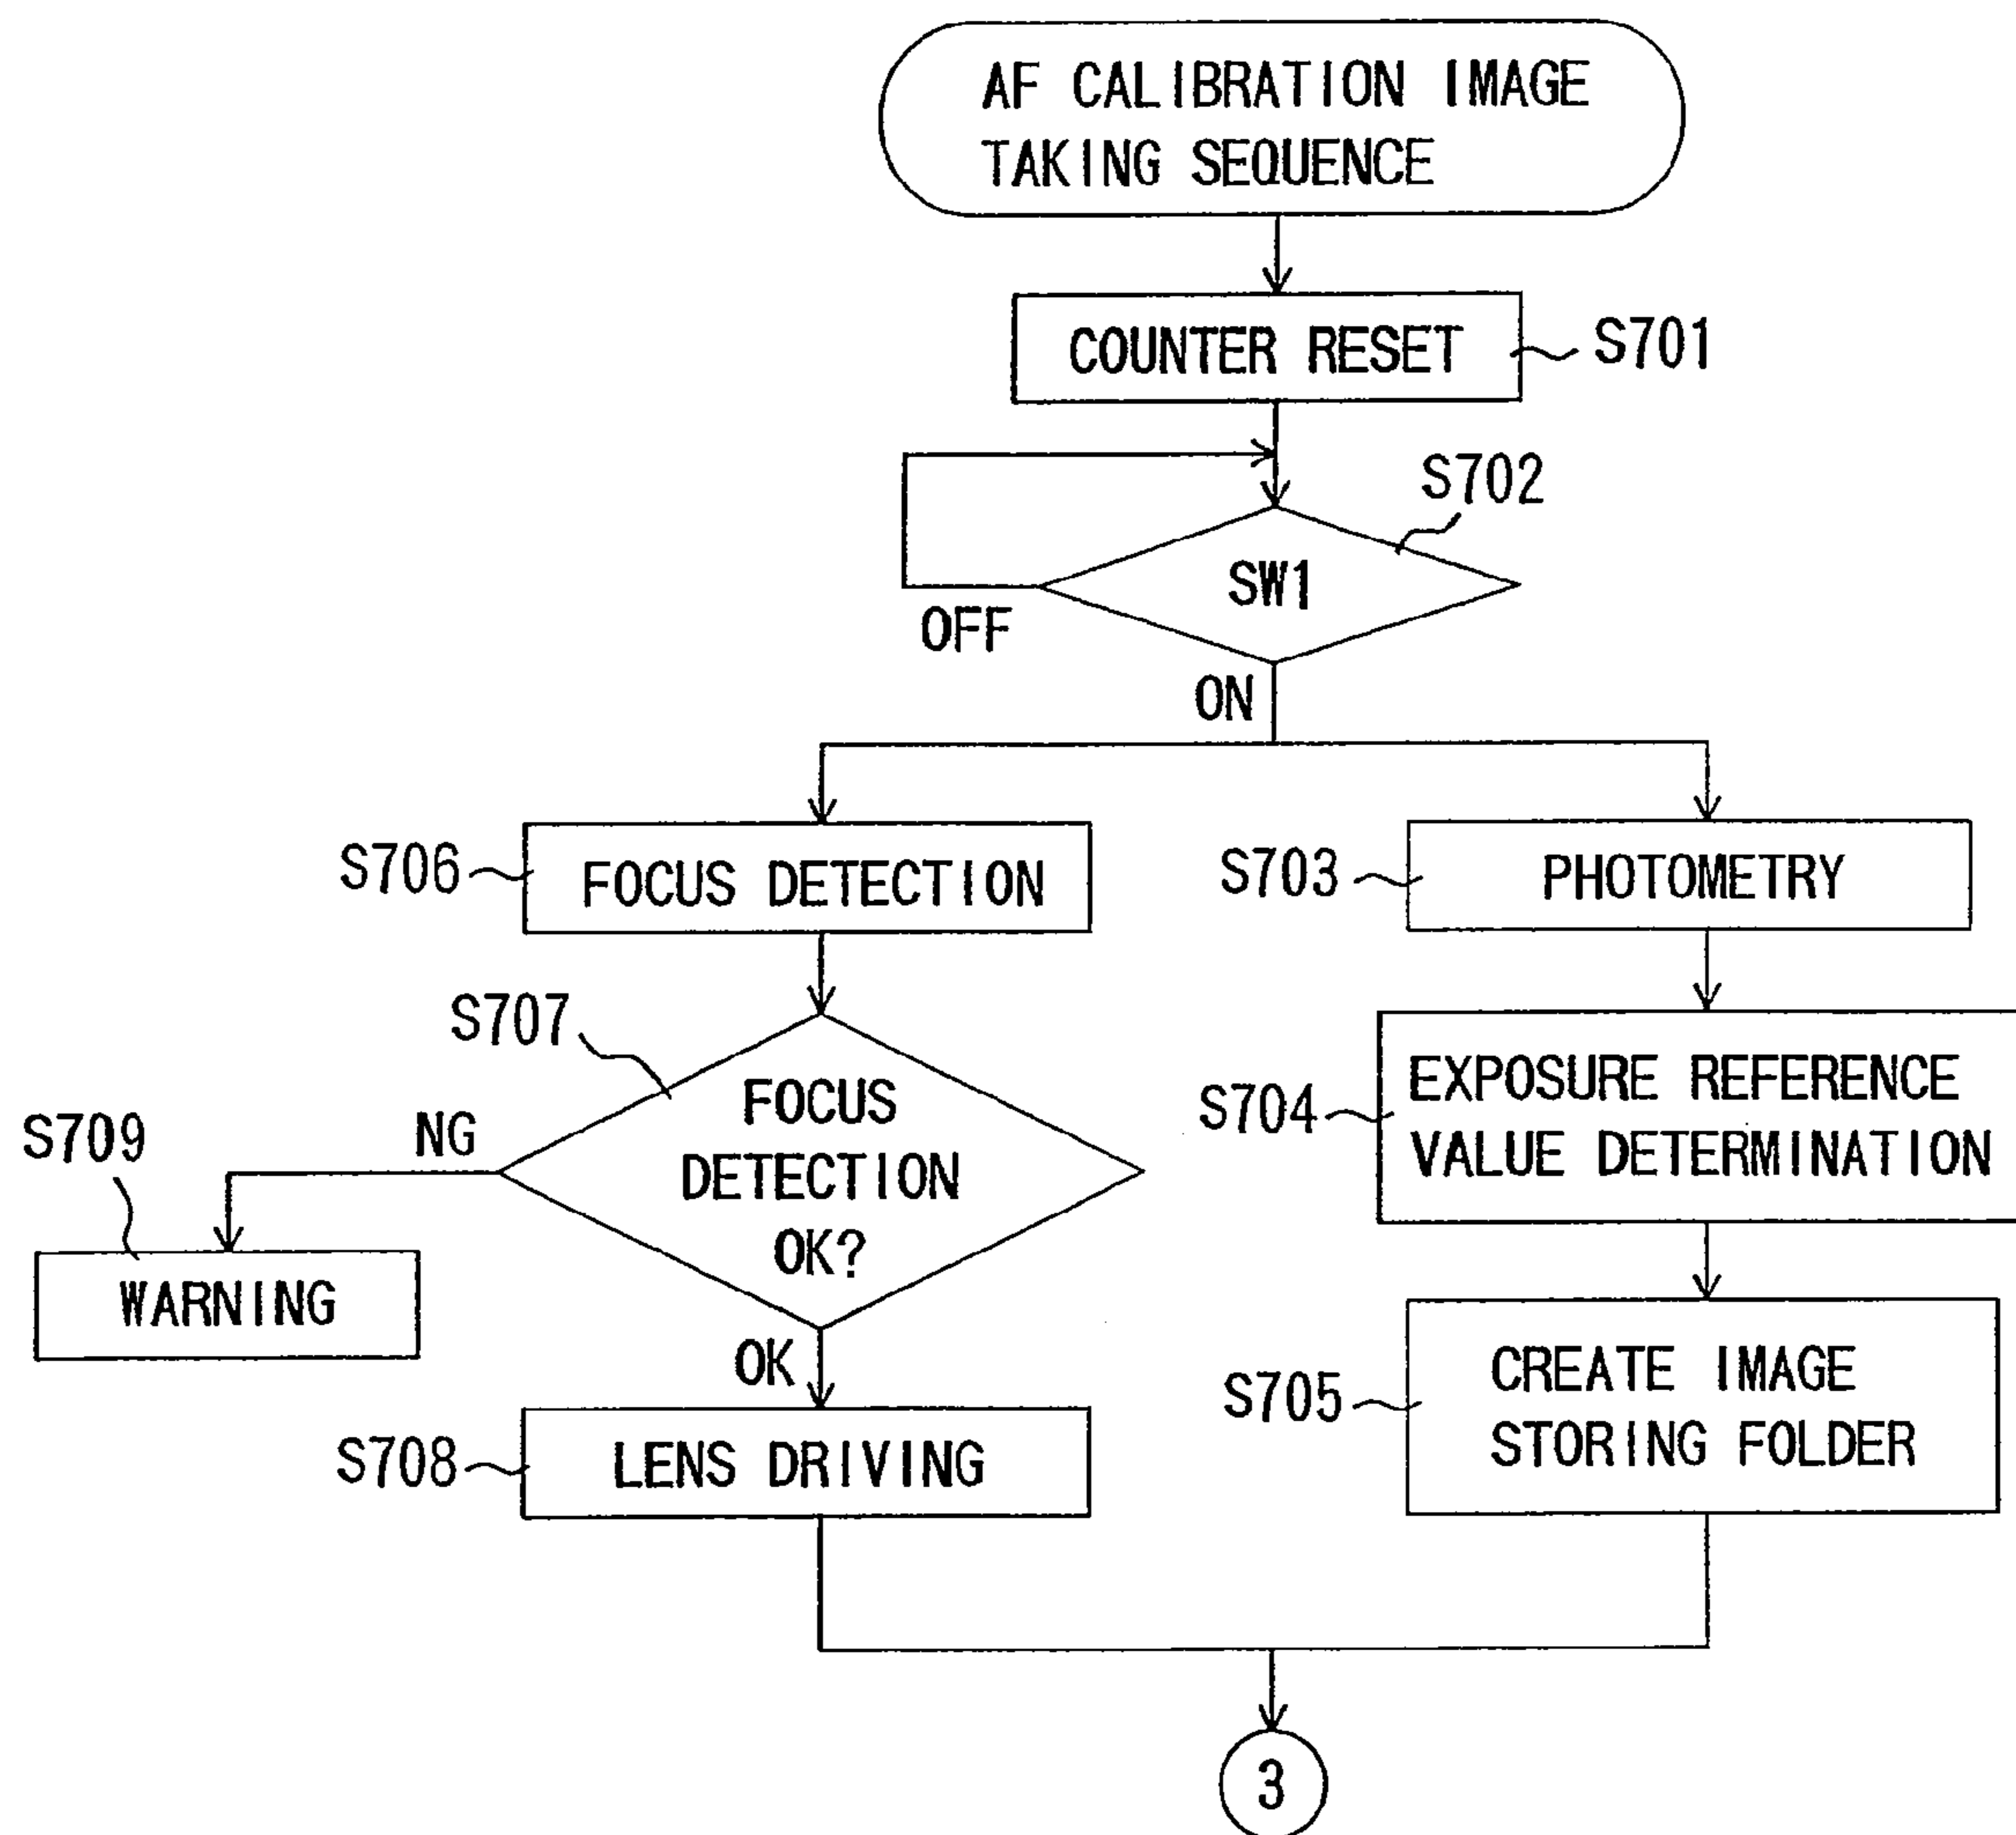 AF CALIBRATION IMAGE
TAKING SEQUENCE
COUNTER RESET
S701
S702
SW1
OFF
ON
S706
FOCUS DETECTION
S703
PHOTOMETRY
S707
FOCUS
DETECTION
OK?
NG
S709
WARNING
S704
EXPOSURE REFERENCE
VALUE DETERMINATION
OK
S708
LENS DRIVING
S705
CREATE IMAGE
STORING FOLDER
3